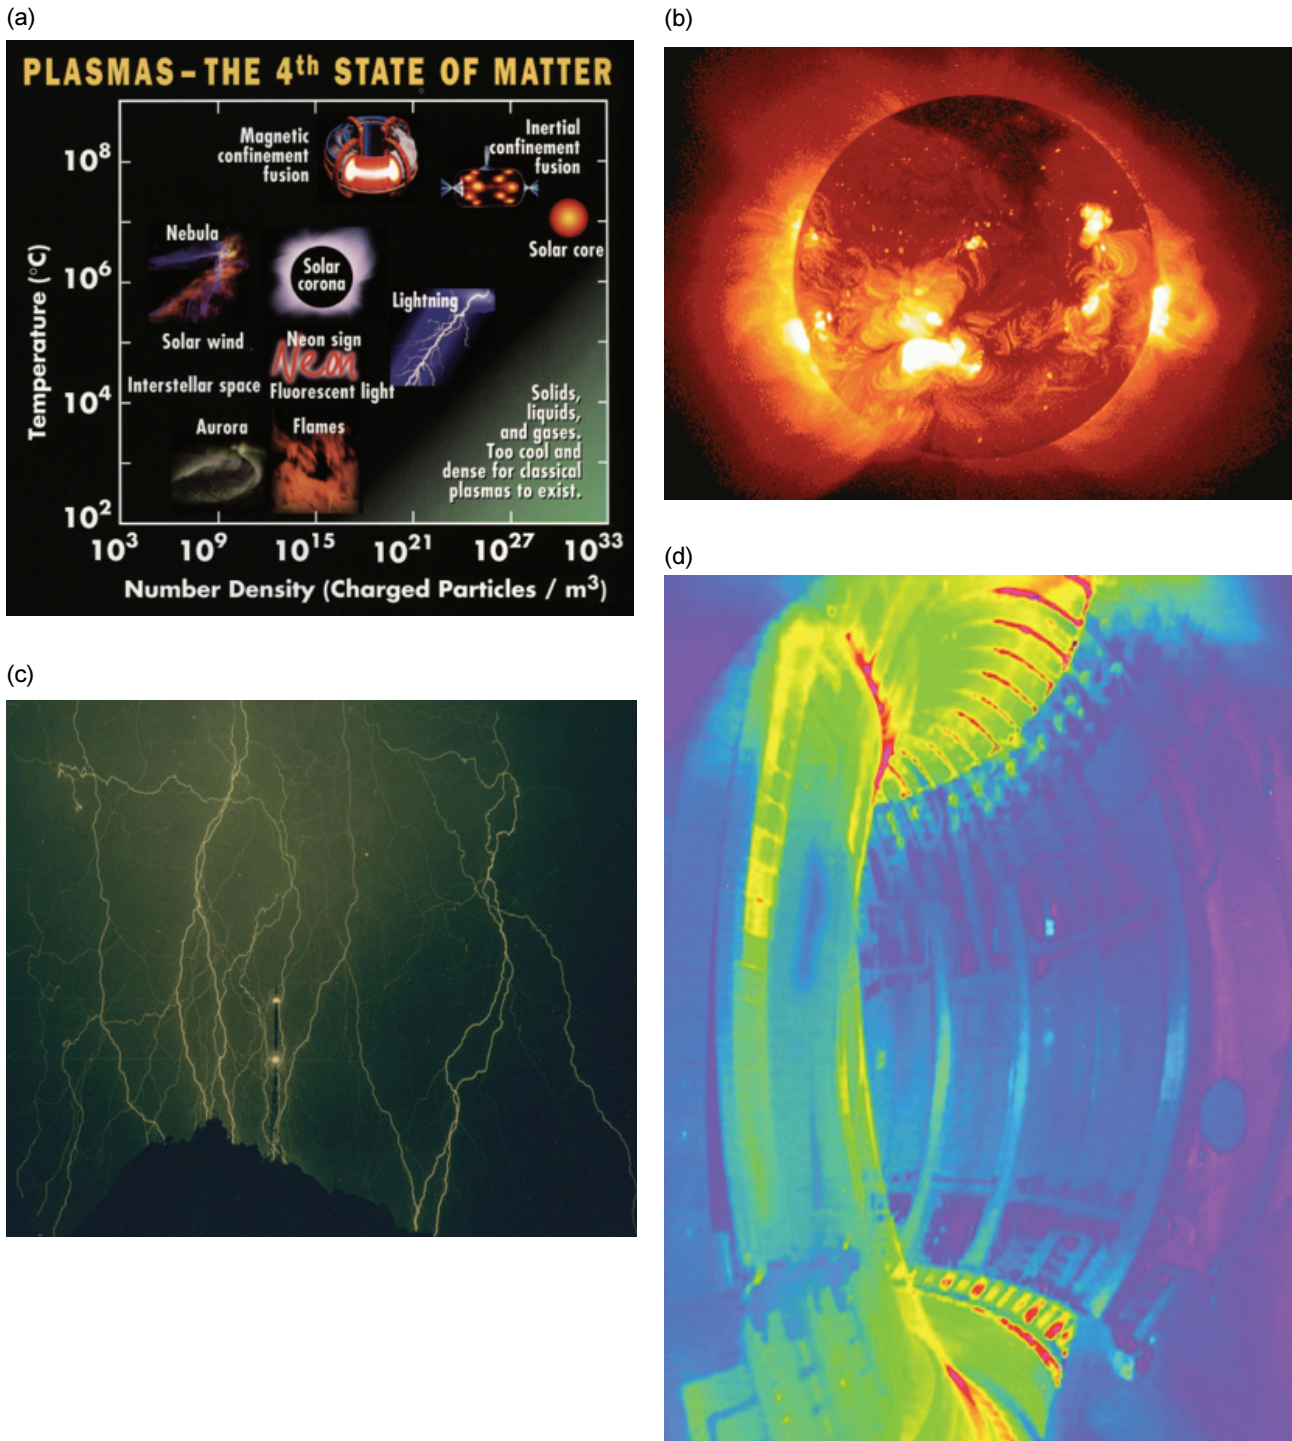 (a)
PLASMAS – THE 4th STATE OF MATTER
Magnetic
confinement
fusion
Inertial
confinement
fusion
Solar core
Nebula
Solar
corona
Lightning
Solar wind
Neon sign
Neon
Interstellar space
Fluorescent light
Aurora
Flames
Solids,
liquids,
and gases.
Too cool and
dense for classical
plasmas to exist.
Temperature (°C)
10⁸
10⁶
10⁴
10²
10³
10⁹
10¹⁵
10²¹
10²⁷
10³³
Number Density (Charged Particles / m³)
(b)
(c)
(d)